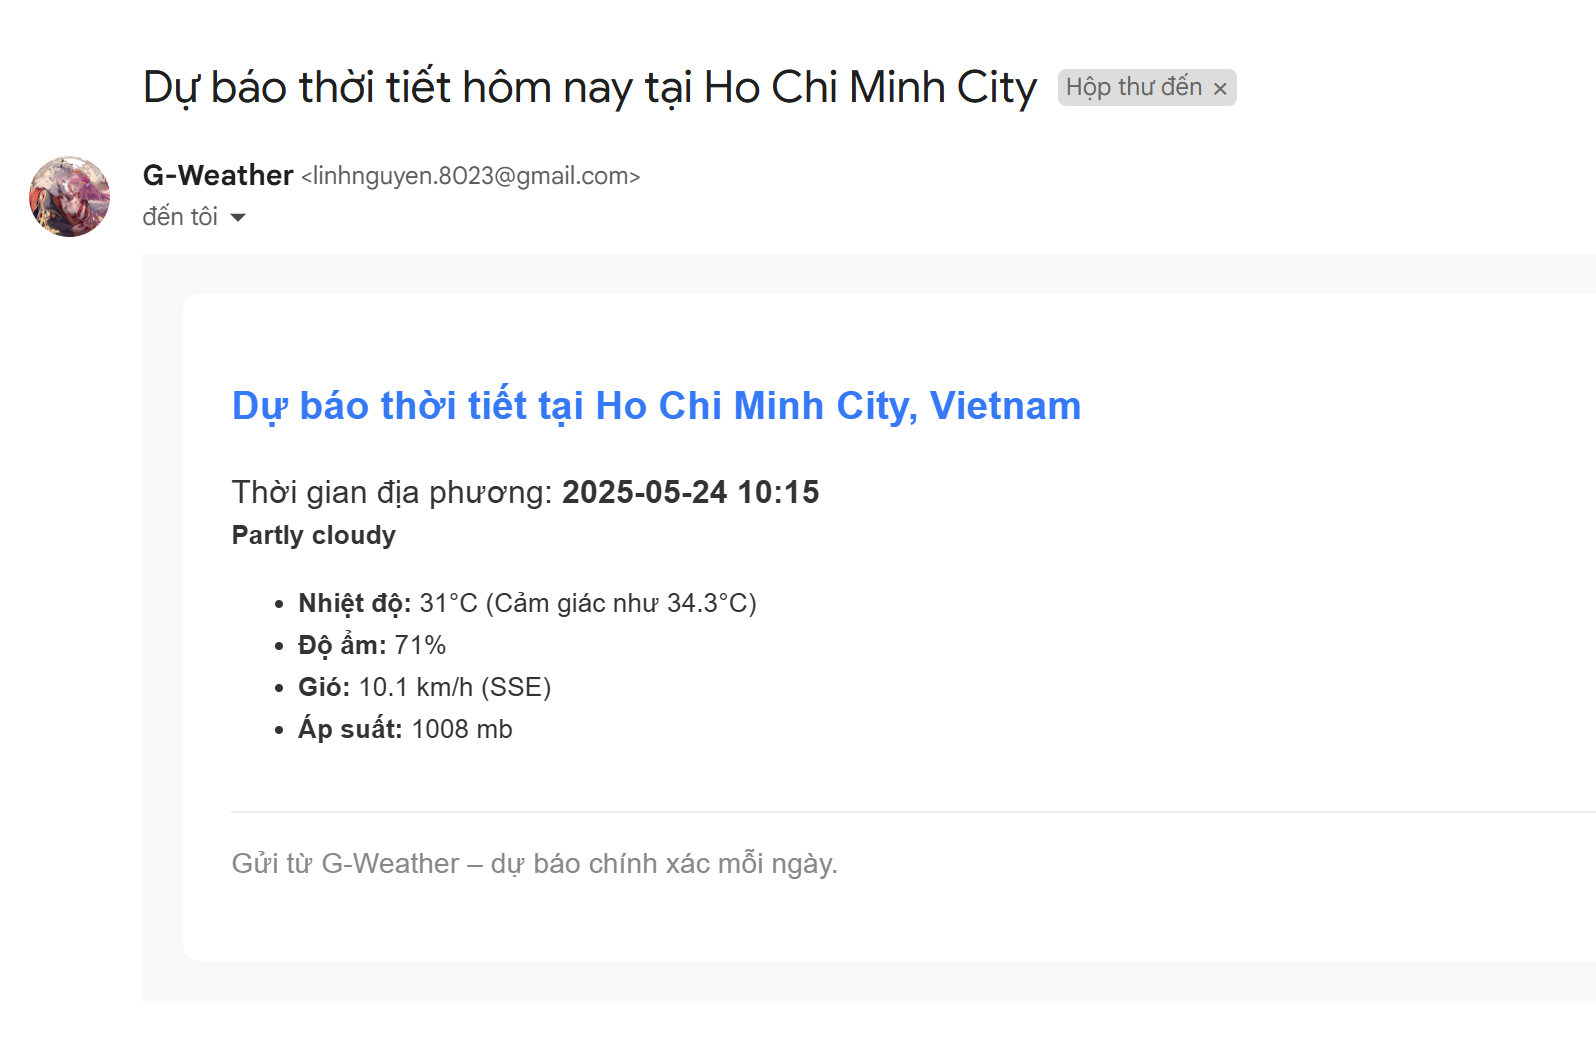 Dự báo thời tiết hôm nay tại Ho Chi Minh City Hộp thư đến ×
G-Weather <linhnguyen.8023@gmail.com>
đến tôi
Dự báo thời tiết tại Ho Chi Minh City, Vietnam
Thời gian địa phương: 2025-05-24 10:15
Partly cloudy
• Nhiệt độ: 31°C (Cảm giác như 34.3°C)
• Độ ẩm: 71%
• Gió: 10.1 km/h (SSE)
• Áp suất: 1008 mb
Gửi từ G-Weather – dự báo chính xác mỗi ngày.